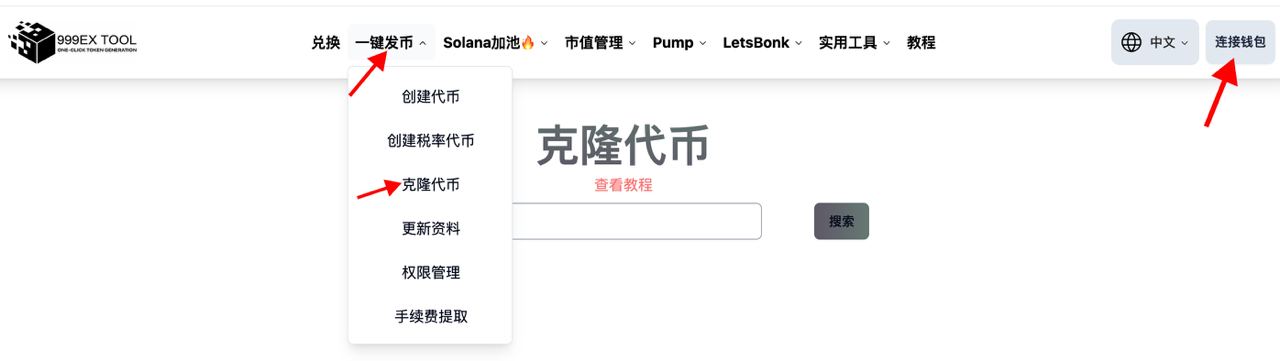 999EX TOOL
ONE-CLICK TOKEN GENERATION
兑换 一键发币 Solana加池🔥 市值管理 Pump LetsBonk 实用工具 教程 中文 连接钱包
创建代币
创建税率代币
克隆代币
更新资料
权限管理
手续费提取
克隆代币
查看教程
搜索